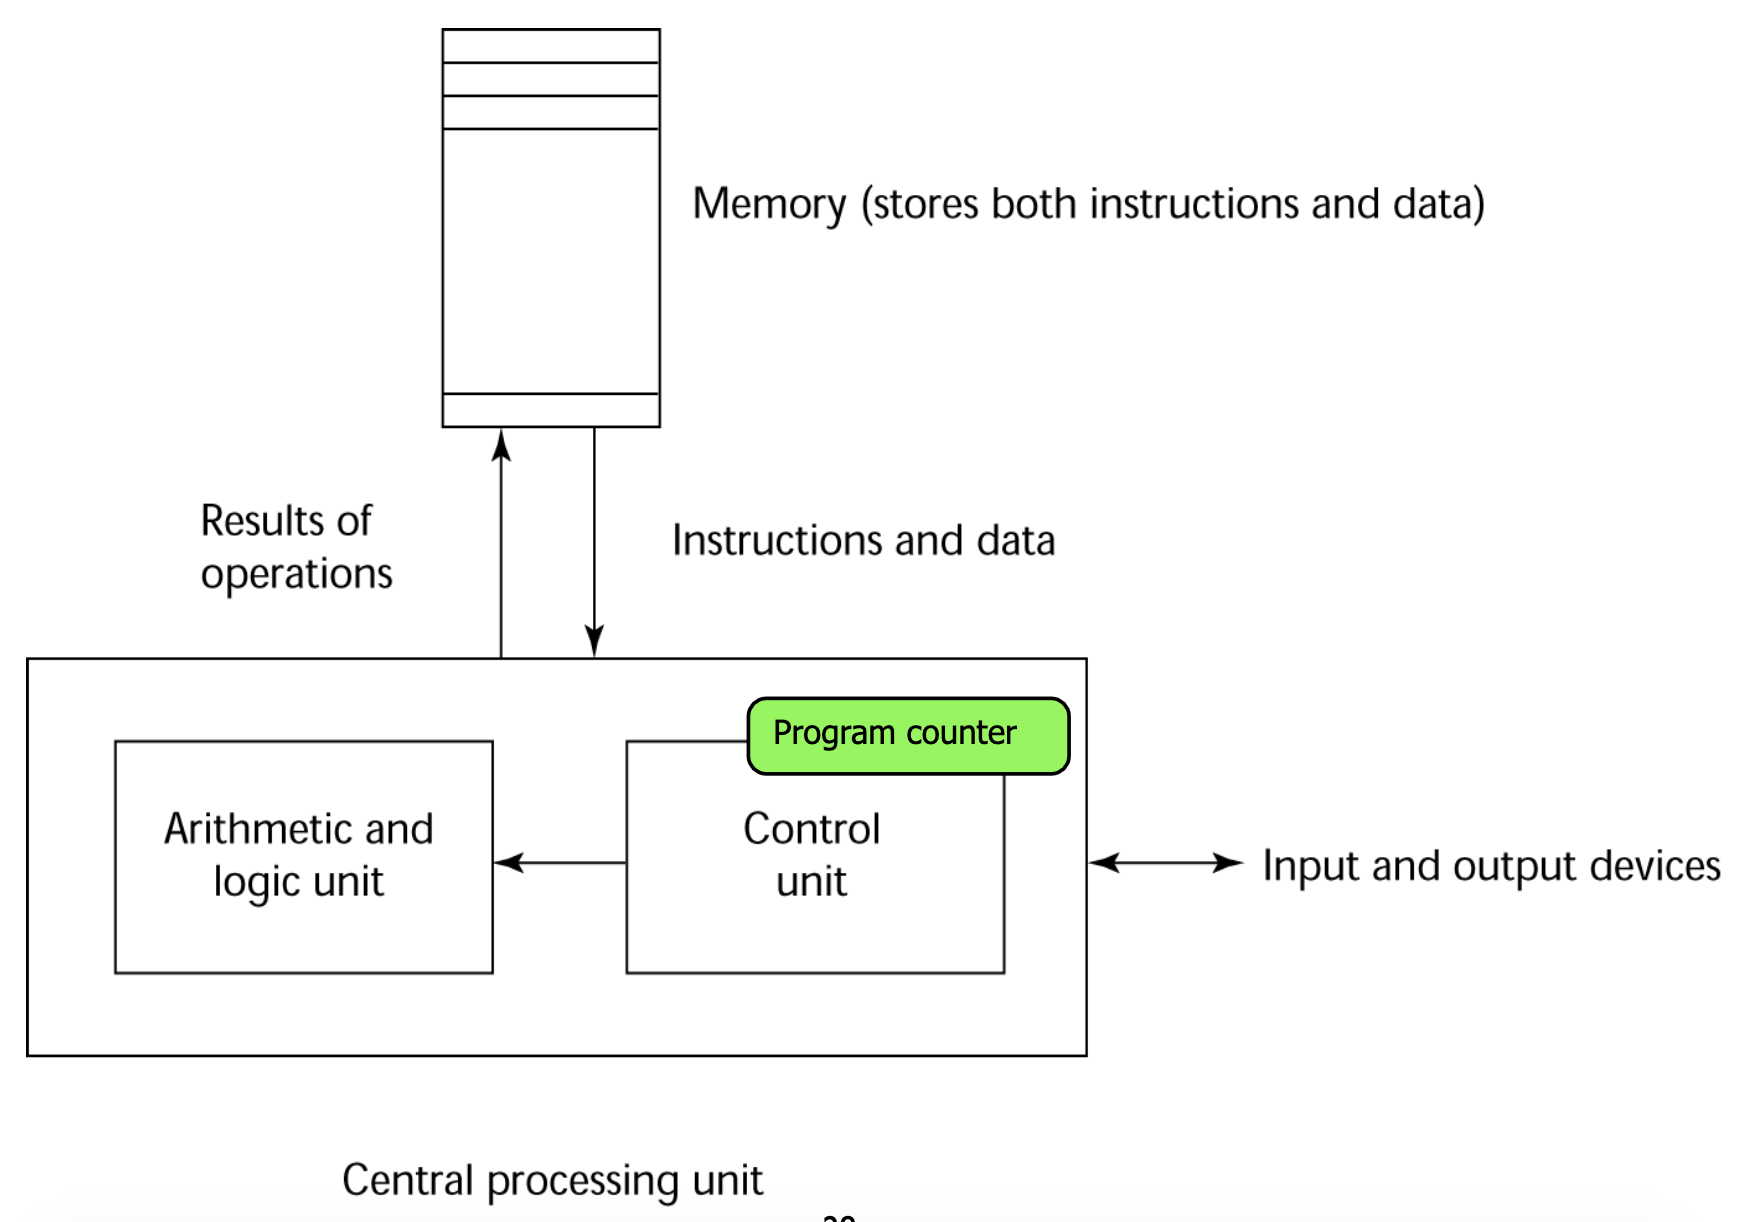 Memory (stores both instructions and data)
Results of
operations
Instructions and data
Program counter
Arithmetic and
logic unit
Control
unit
Input and output devices
Central processing unit